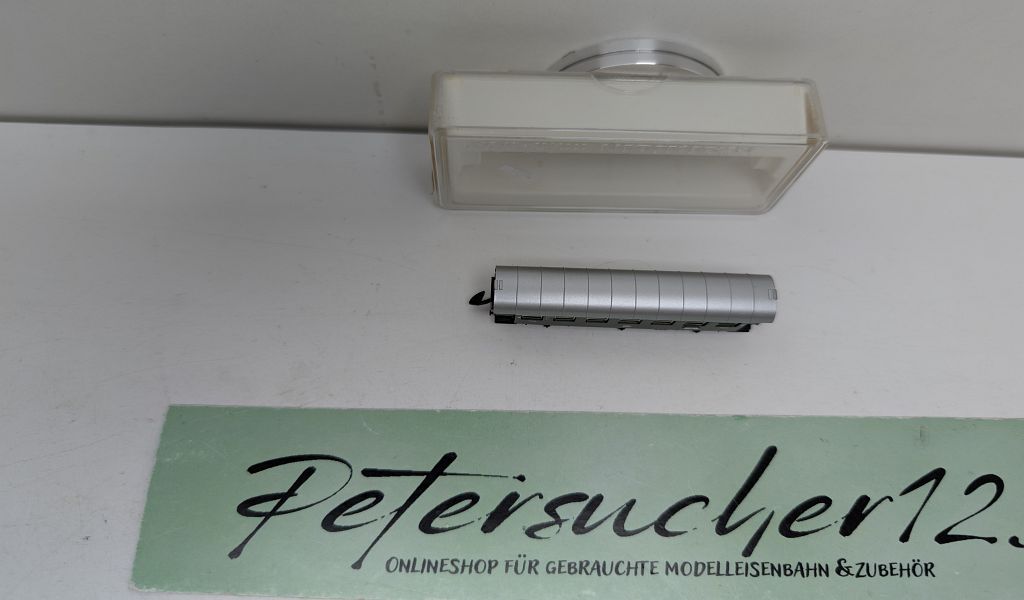 Petersucher12
ONLINESHOP FÜR GEBRAUCHTE MODELLEISENBAHN & ZUBEHÖR